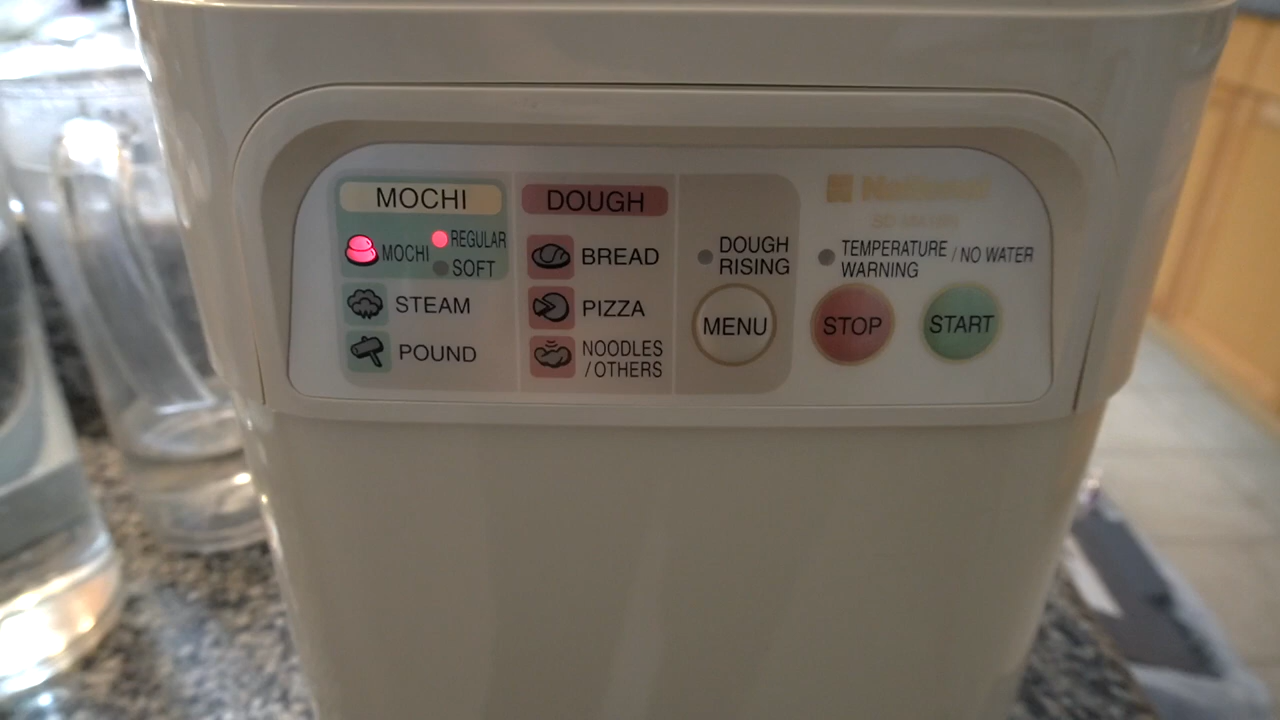 MOCHI
MOCHI
REGULAR
SOFT
STEAM
POUND
DOUGH
BREAD
PIZZA
NOODLES
/OTHERS
DOUGH
RISING
MENU
National
TEMPERATURE / NO WATER
WARNING
STOP
START